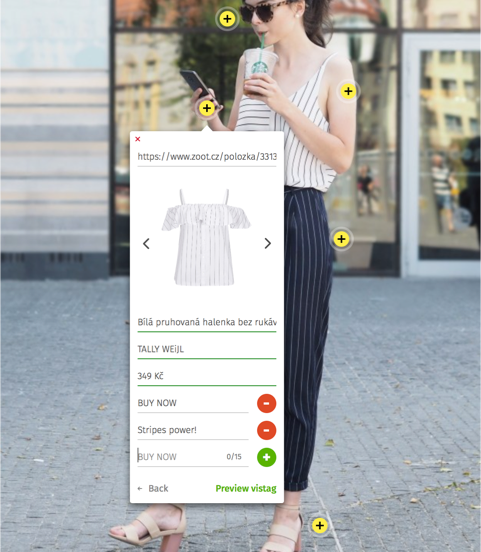 https://www.zoot.cz/polozka/3313
Bílá pruhovaná halenka bez rukáv
TALLY WEiJL
349 Kč
BUY NOW
Stripes power!
BUY NOW 0/15
← Back Preview vistag